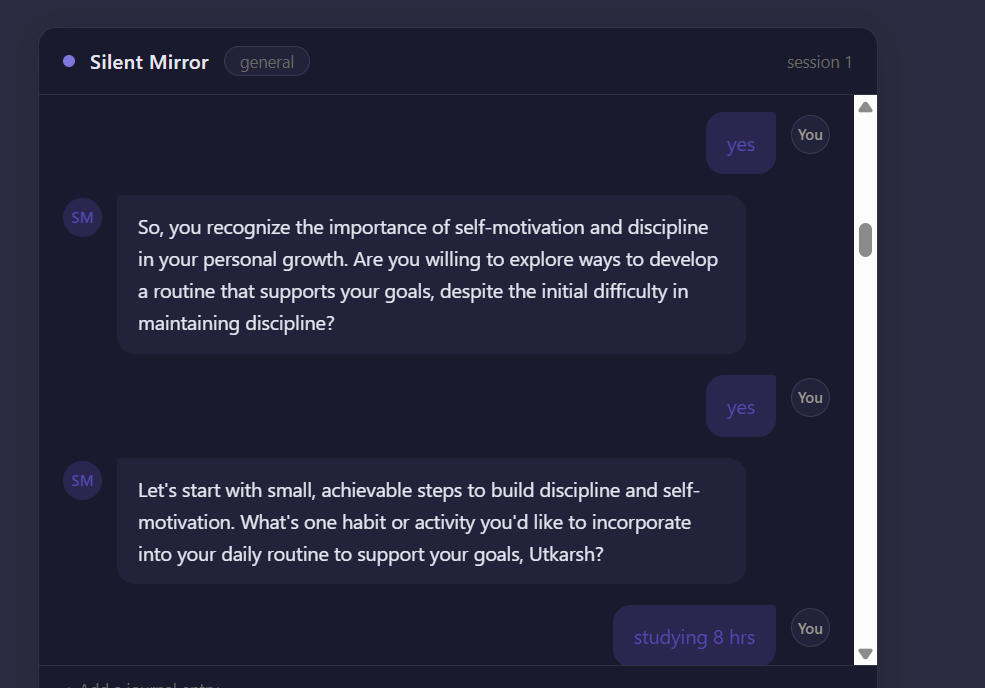 Silent Mirror general session 1
yes You
SM
So, you recognize the importance of self-motivation and discipline
in your personal growth. Are you willing to explore ways to develop
a routine that supports your goals, despite the initial difficulty in
maintaining discipline?
yes You
SM
Let's start with small, achievable steps to build discipline and self-
motivation. What's one habit or activity you'd like to incorporate
into your daily routine to support your goals, Utkarsh?
studying 8 hrs You
Add a journal entry